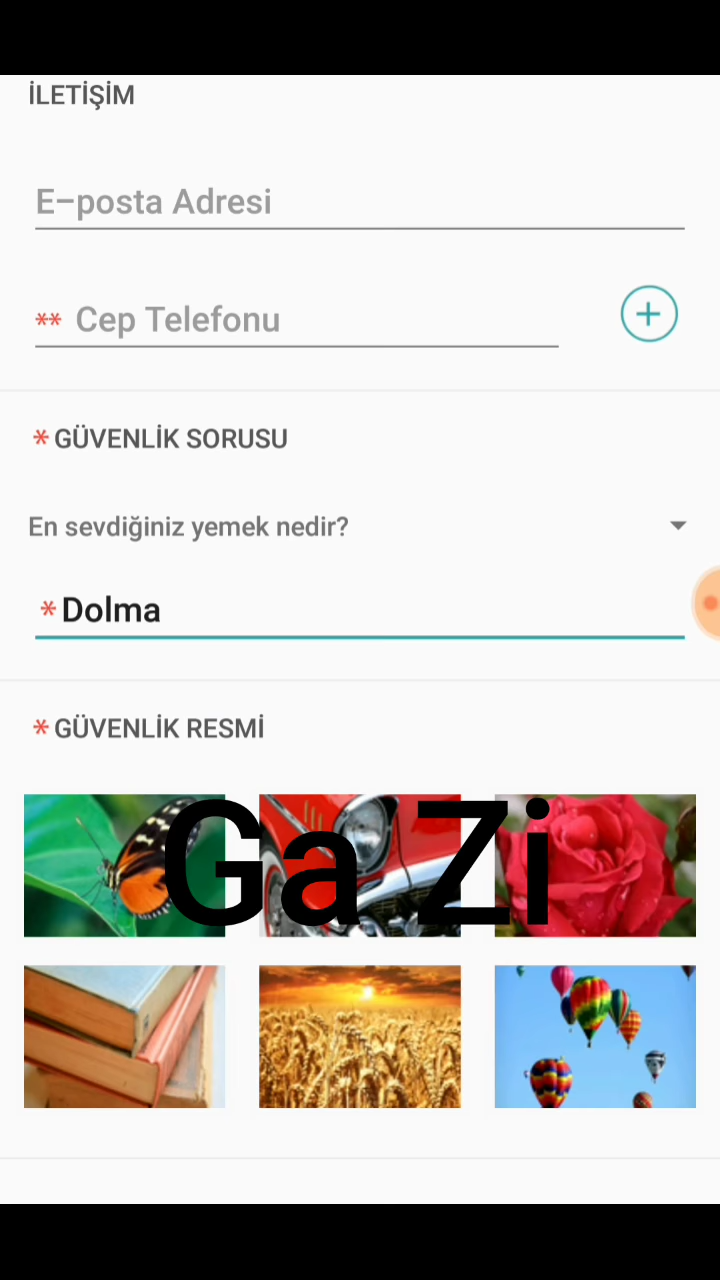 İLETİŞİM
E-posta Adresi
** Cep Telefonu
* GÜVENLİK SORUSU
En sevdiğiniz yemek nedir?
* Dolma
* GÜVENLİK RESMİ
Ga Zi